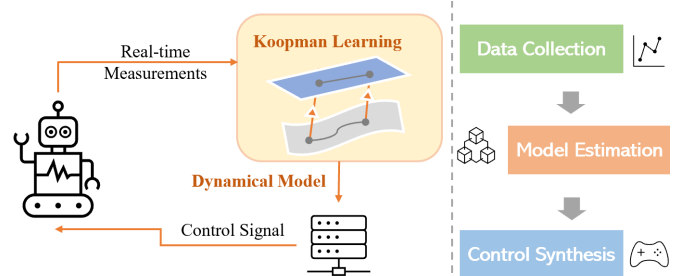 Real-time
Measurements
Koopman Learning
Dynamical Model
Control Signal
Data Collection
Model Estimation
Control Synthesis